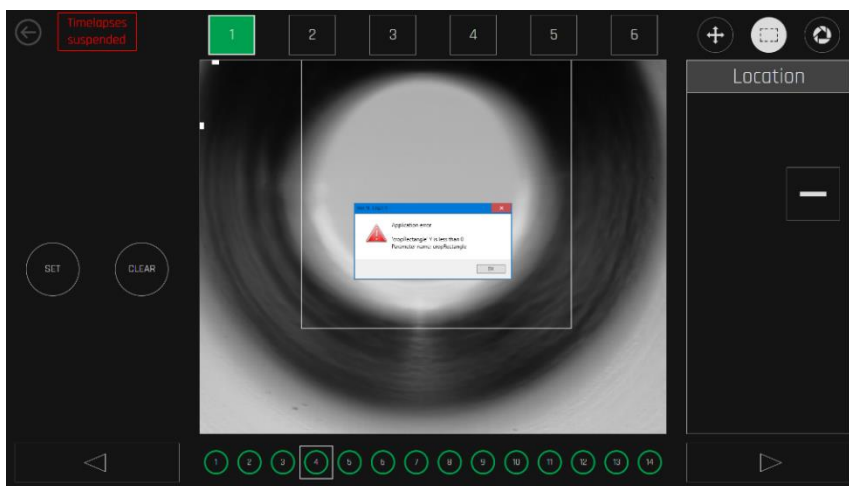 Timelapses
suspended
1 2 3 4 5 6
Location
Application error
'cropRectangle.Y is less than 0
Parameter name: cropRectangle
OK
SET CLEAR
1 2 3 4 5 6 7 8 9 10 11 12 13 14